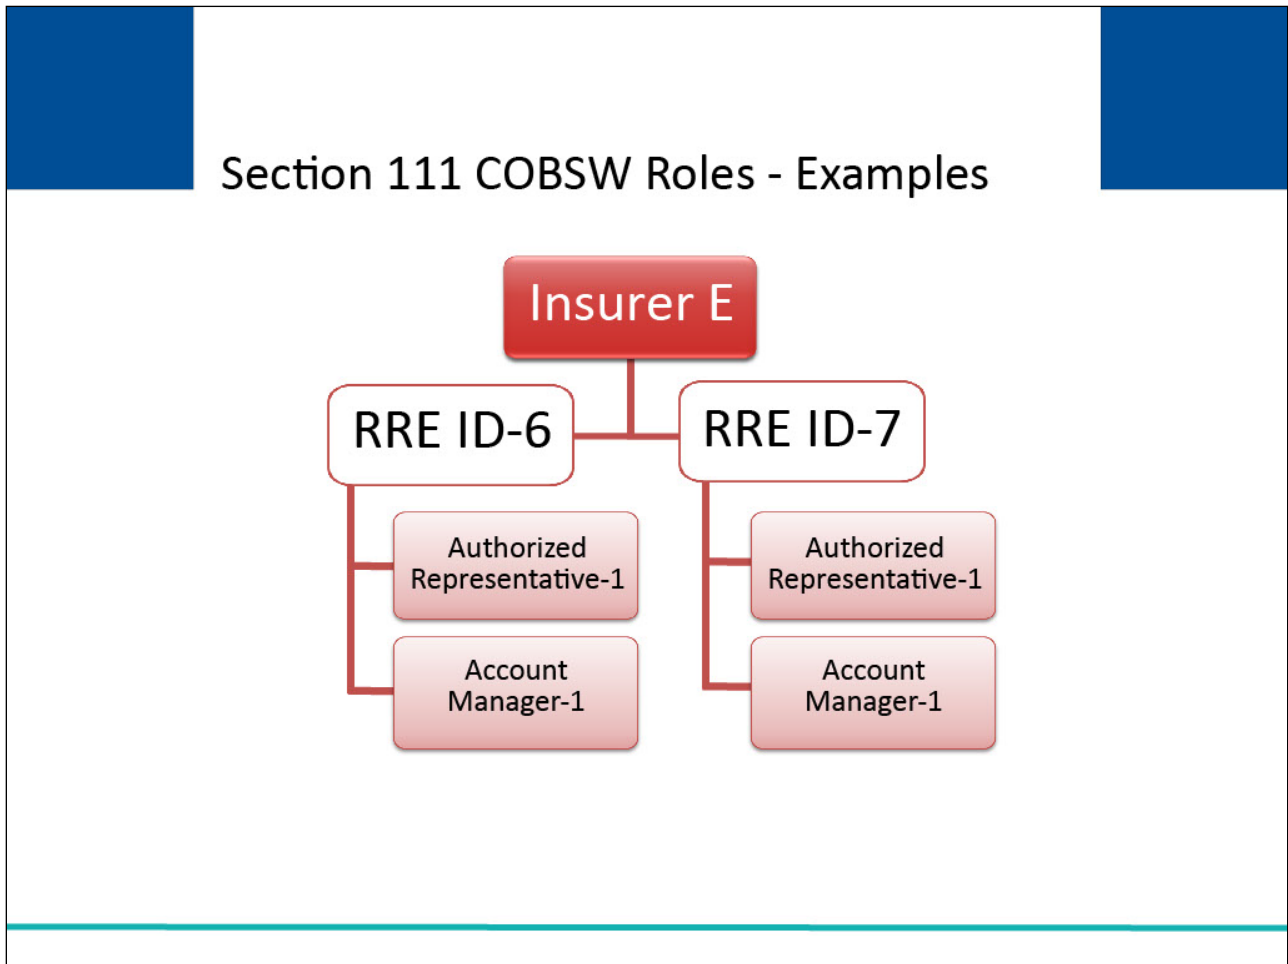 Section 111 COBSW Roles - Examples
Insurer E
RRE ID-6
RRE ID-7
Authorized
Representative-1
Account
Manager-1
Authorized
Representative-1
Account
Manager-1